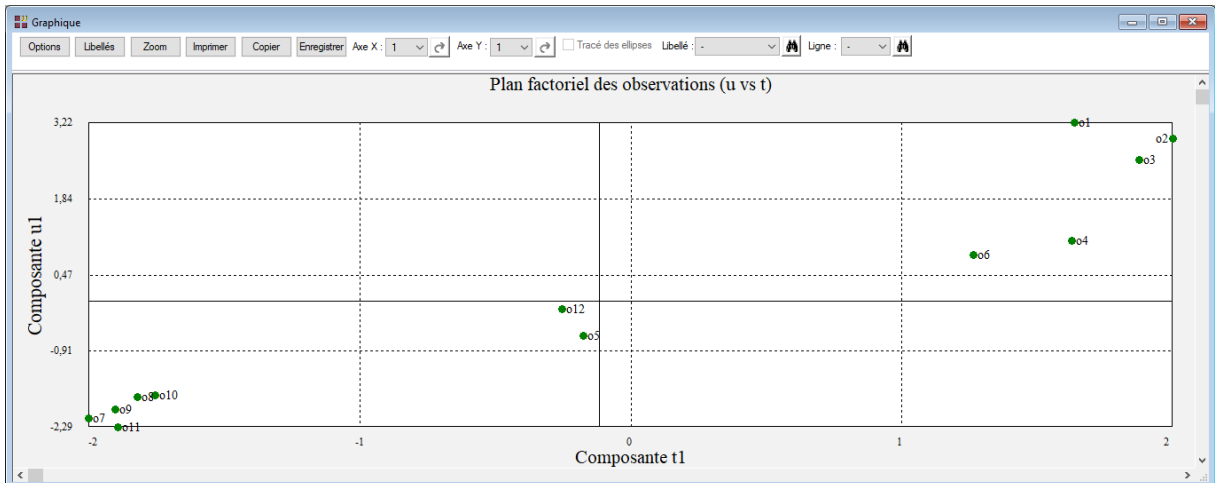 Graphique
Options Libellés Zoom Imprimer Copier Enregistrer Axe X : 1 Axe Y : 1 Tracé des ellipses Libellé : - Ligne : -
Plan factoriel des observations (u vs t)
3,22
o1
o2
o3
1,84
o4
o6
Composante u1
0,47
o12
o5
-0,91
o8 o10
o9
o7
o11
-2,29
-2 -1 0 1 2
Composante t1